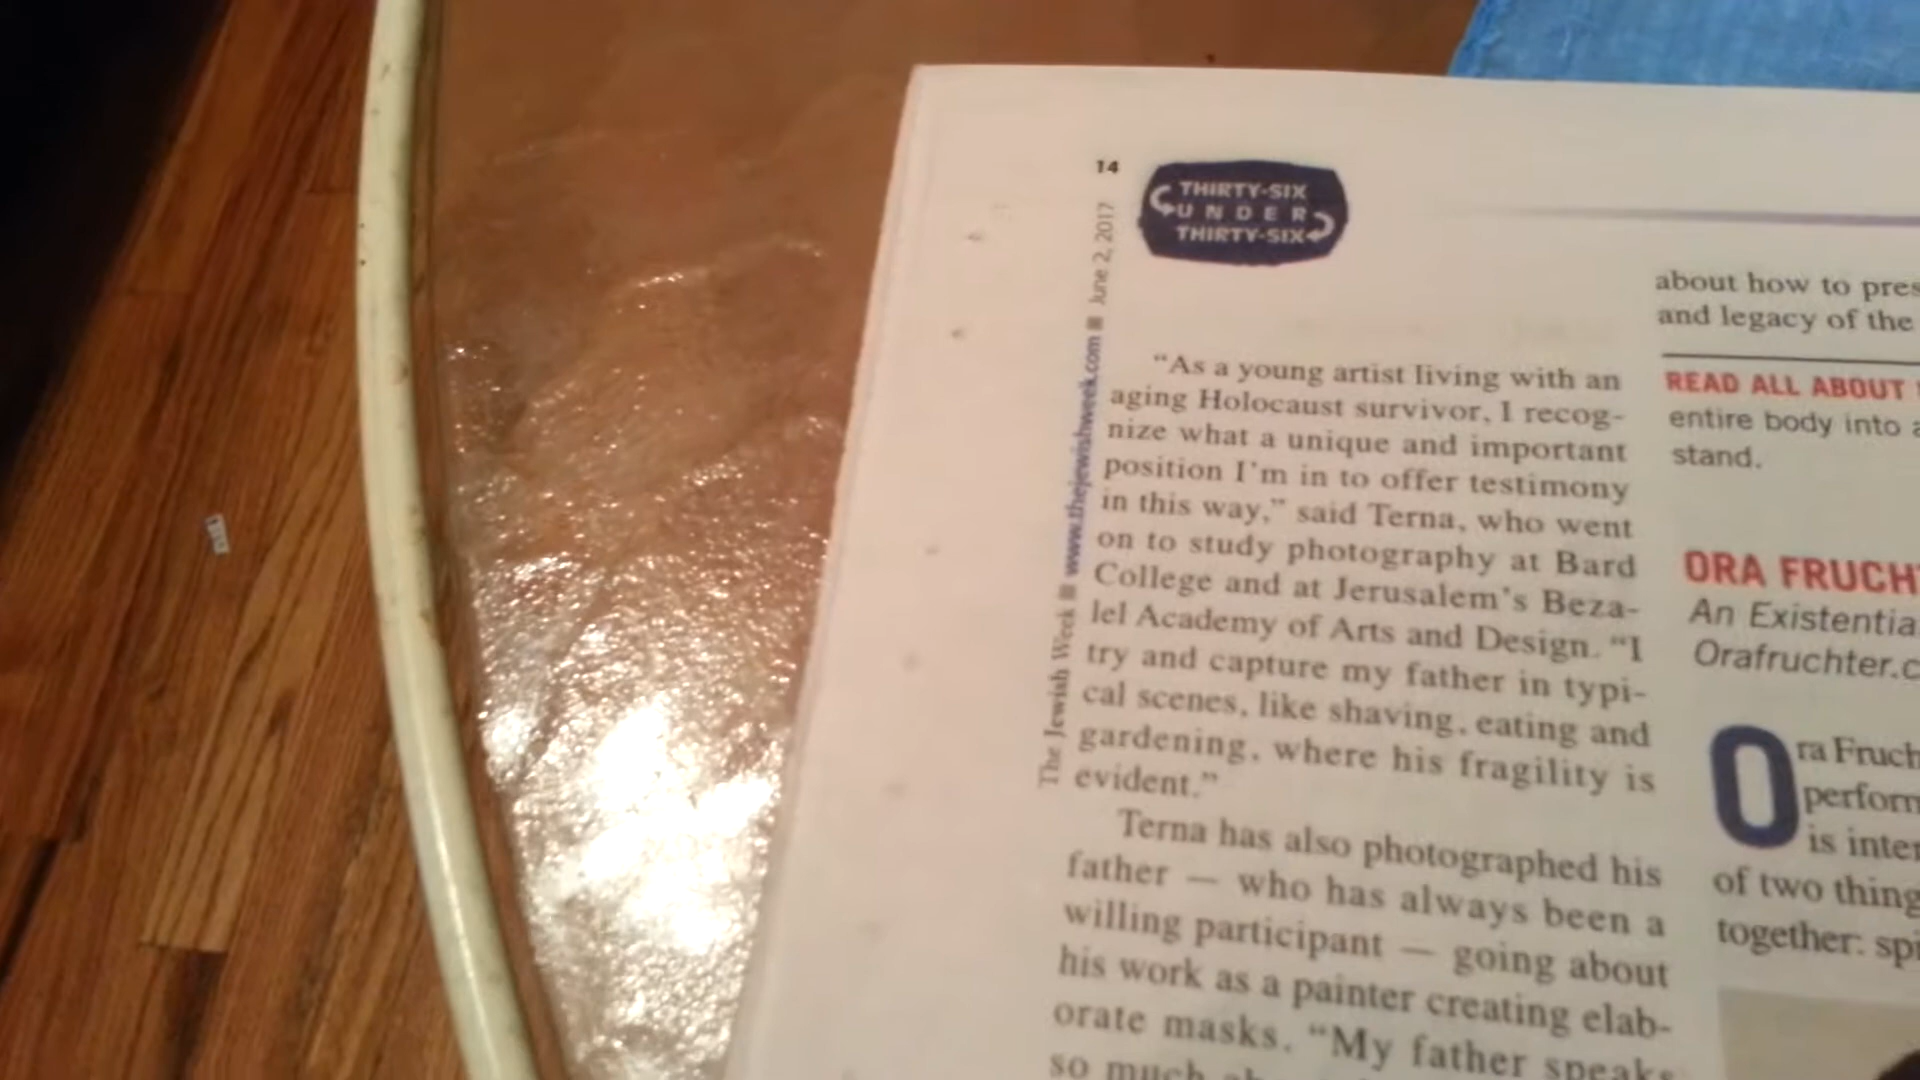 14
THIRTY-SIX
UNDER
THIRTY-SIX
The Jewish Week ■ www.thejewishweek.com ■ June 2, 2017
"As a young artist living with an
aging Holocaust survivor, I recog-
nize what a unique and important
position I'm in to offer testimony
in this way," said Terna, who went
on to study photography at Bard
College and at Jerusalem's Beza-
lel Academy of Arts and Design. "I
try and capture my father in typi-
cal scenes, like shaving, eating and
gardening, where his fragility is
evident."
Terna has also photographed his
father — who has always been a
willing participant — going about
his work as a painter creating elab-
orate masks. "My father speaks
so much
about how to pres
and legacy of the
READ ALL ABOUT
entire body into a
stand.
ORA FRUCHT
An Existentia
Orafruchter.c
Ora Fruch
perform
is inter
of two thing
together: spi